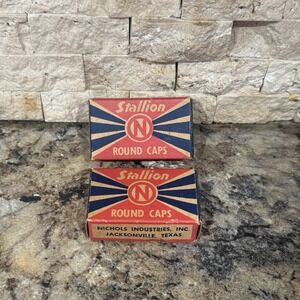 Stallion
N
ROUND CAPS
Stallion
N
ROUND CAPS
NICHOLS INDUSTRIES, INC.
JACKSONVILLE, TEXAS